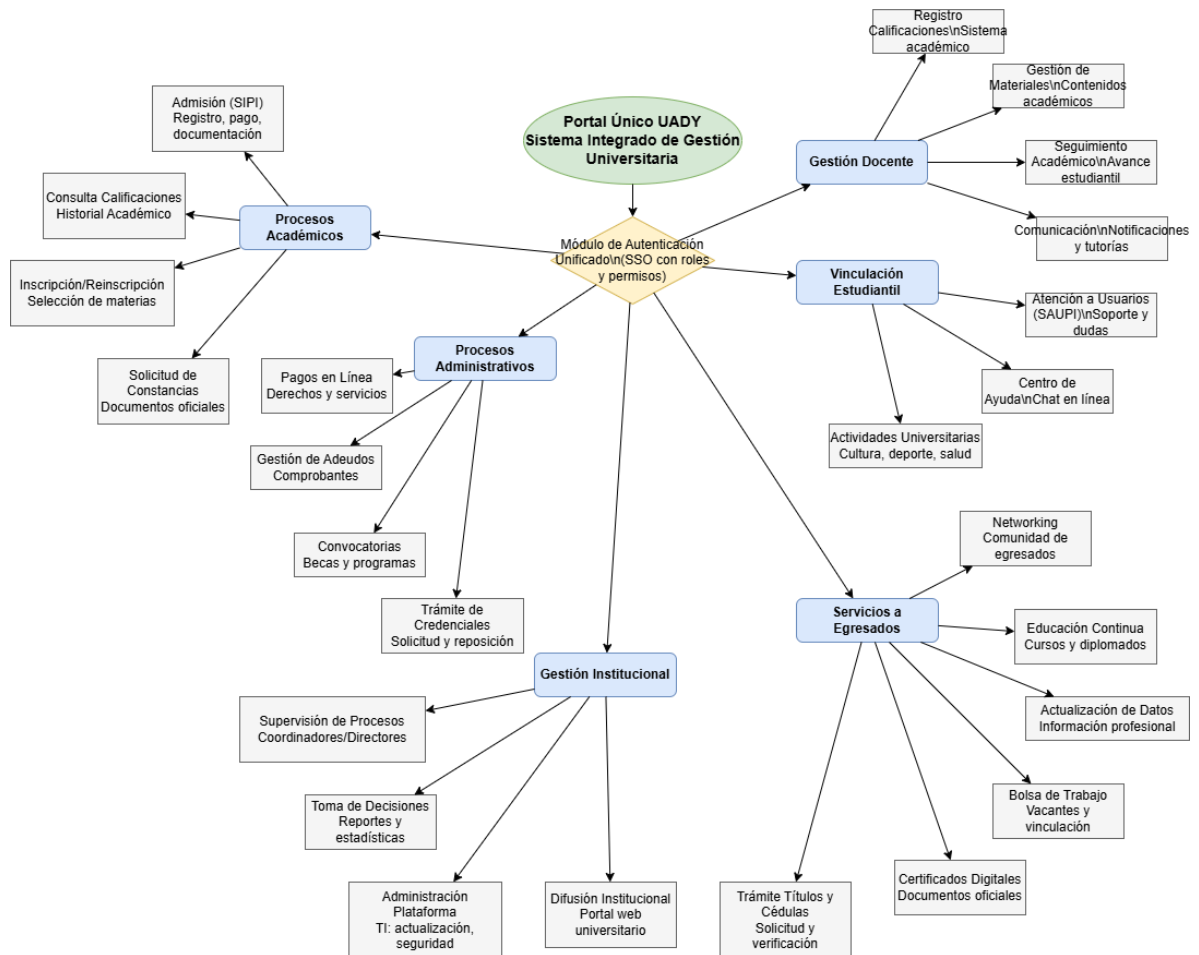 Registro
Calificaciones\nSistema
académico
Gestión de
Materiales\nContenidos
académicos
Admisión (SIPI)
Registro, pago,
documentación
Portal Único UADY
Sistema Integrado de Gestión
Universitaria
Gestión Docente
Seguimiento
Académico\nAvance
estudiantil
Consulta Calificaciones
Historial Académico
Procesos
Académicos
Comunicación\nNotificaciones
y tutorías
Módulo de Autenticación
Unificado\n(SSO con roles
y permisos)
Inscripción/Reinscripción
Selección de materias
Vinculación
Estudiantil
Atención a Usuarios
(SAUPI)\nSoporte y
dudas
Procesos
Administrativos
Solicitud de
Constancias
Documentos oficiales
Pagos en Línea
Derechos y servicios
Centro de
Ayuda\nChat en línea
Actividades Universitarias
Cultura, deporte, salud
Gestión de Adeudos
Comprobantes
Convocatorias
Becas y programas
Networking
Comunidad de
egresados
Trámite de
Credenciales
Solicitud y reposición
Servicios a
Egresados
Educación Continua
Cursos y diplomados
Gestión Institucional
Supervisión de Procesos
Coordinadores/Directores
Actualización de Datos
Información profesional
Toma de Decisiones
Reportes y
estadísticas
Bolsa de Trabajo
Vacantes y
vinculación
Certificados Digitales
Documentos oficiales
Administración
Plataforma
TI: actualización,
seguridad
Difusión Institucional
Portal web
universitario
Trámite Títulos y
Cédulas
Solicitud y
verificación